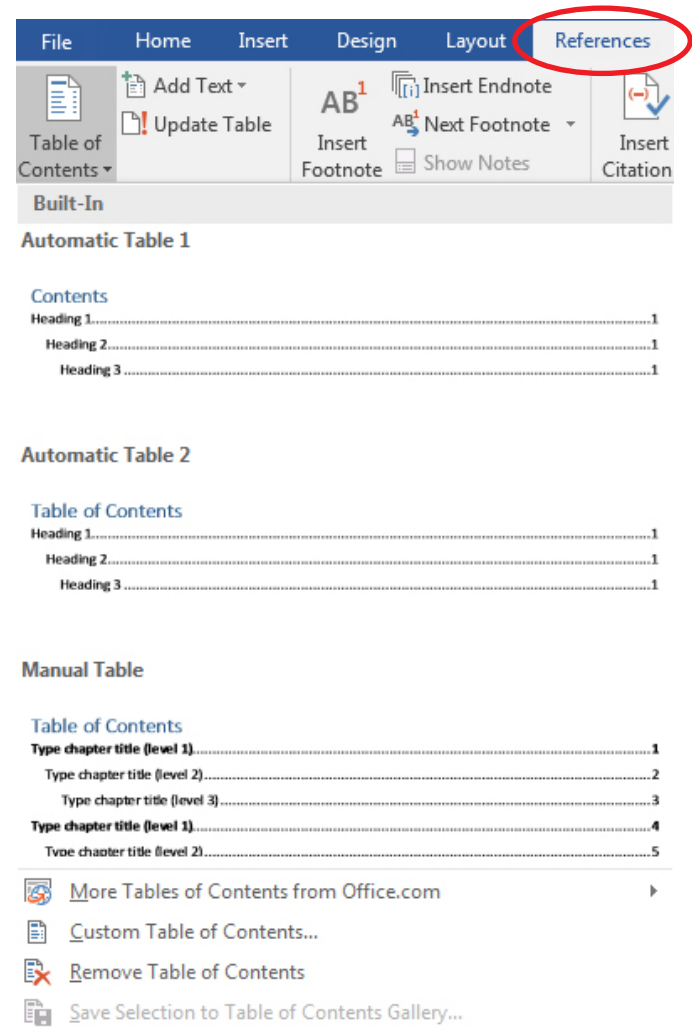 File Home Insert Design Layout References
Add Text
Update Table
Table of
Contents
AB1
Insert
Footnote
[i] Insert Endnote
AB1 Next Footnote
Show Notes
(-)
Insert
Citation
Built-In
Automatic Table 1
Contents
Heading 1........1
Heading 2........1
Heading 3........1
Automatic Table 2
Table of Contents
Heading 1........1
Heading 2........1
Heading 3........1
Manual Table
Table of Contents
Type chapter title (level 1)........1
Type chapter title (level 2)........2
Type chapter title (level 3)........3
Type chapter title (level 1)........4
Type chapter title (level 2)........5
More Tables of Contents from Office.com
Custom Table of Contents...
Remove Table of Contents
Save Selection to Table of Contents Gallery...